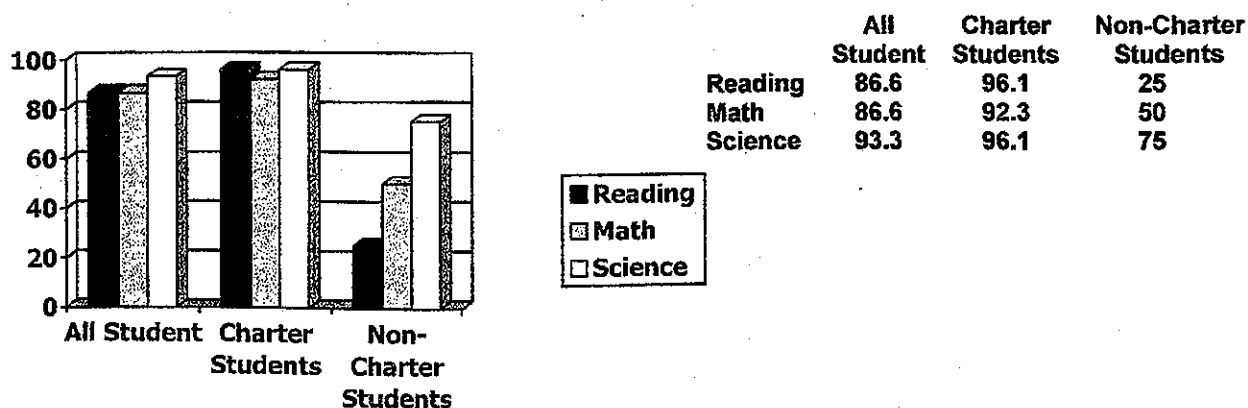 100
80
60
40
20
0
All Student
Charter
Students
Non-
Charter
Students
Reading
Math
Science
All Charter Non-Charter
Student Students Students
Reading 86.6 96.1 25
Math 86.6 92.3 50
Science 93.3 96.1 75